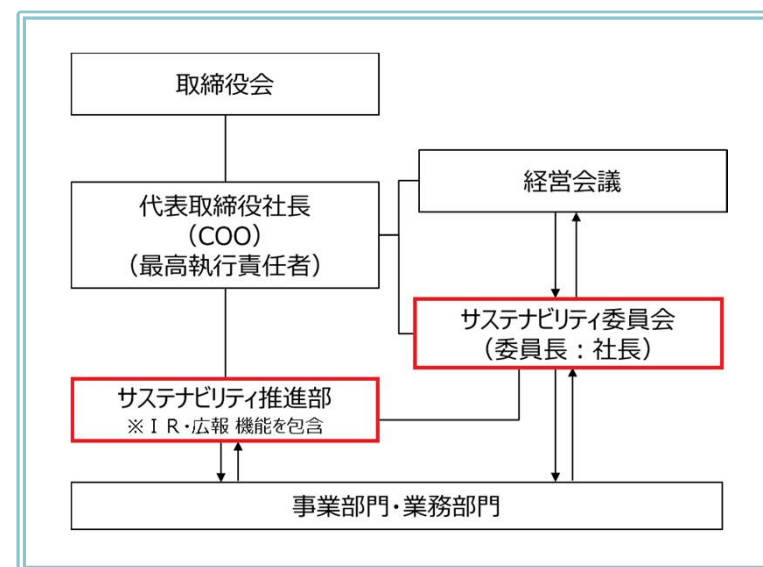 取締役会
代表取締役社長
（COO）
（最高執行責任者）
経営会議
サステナビリティ委員会
（委員長：社長）
サステナビリティ推進部
※ＩＲ・広報 機能を包含
事業部門・業務部門